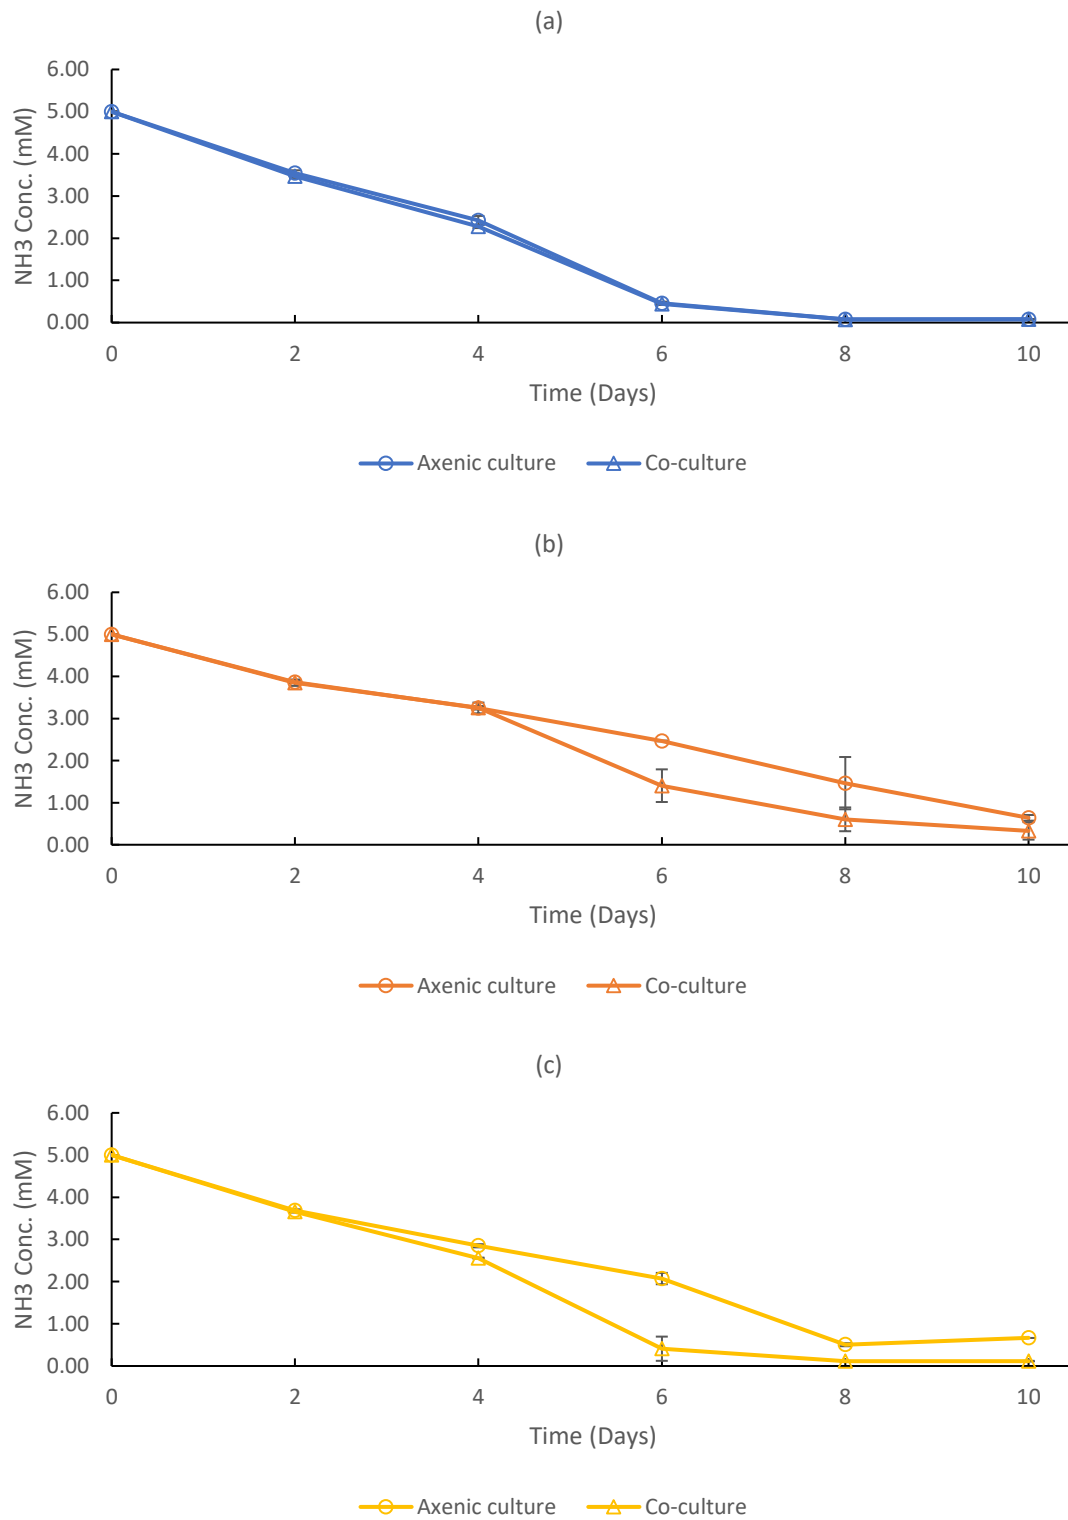 (a)
NH3 Conc. (mM)
6.00
5.00
4.00
3.00
2.00
1.00
0.00
0 2 4 6 8 10
Time (Days)
Axenic culture Co-culture
(b)
NH3 Conc. (mM)
6.00
5.00
4.00
3.00
2.00
1.00
0.00
0 2 4 6 8 10
Time (Days)
Axenic culture Co-culture
(c)
NH3 Conc. (mM)
6.00
5.00
4.00
3.00
2.00
1.00
0.00
0 2 4 6 8 10
Time (Days)
Axenic culture Co-culture